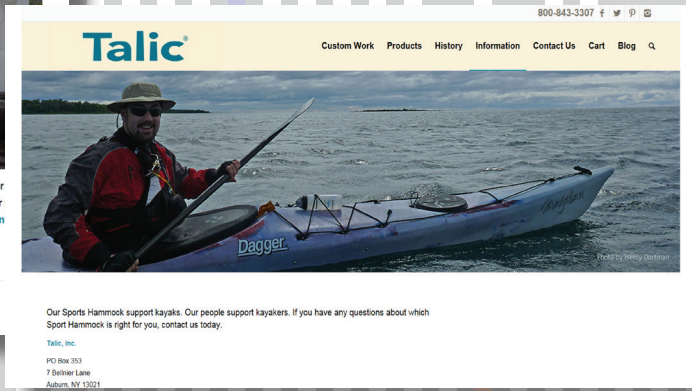 800-843-3307
Talic®
Custom Work Products History Information Contact Us Cart Blog
Dagger
Photo by Henry Dorfman
Our Sports Hammock support kayaks. Our people support kayakers. If you have any questions about which
Sport Hammock is right for you, contact us today.
Talic, Inc.
PO Box 353
7 Bellnier Lane
Auburn, NY 13021